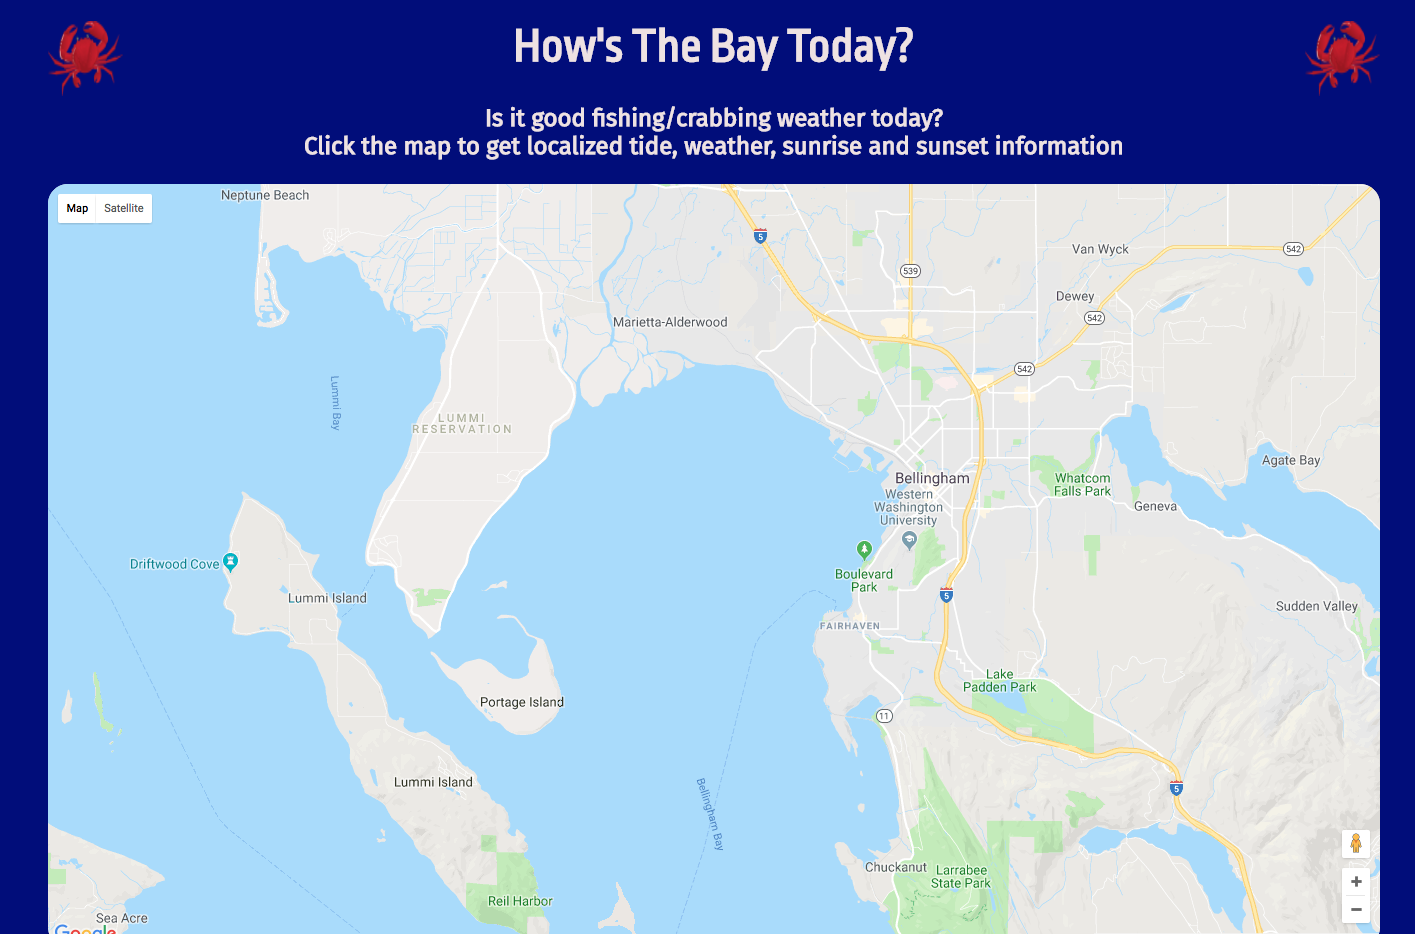 How's The Bay Today?
Is it good fishing/crabbing weather today?
Click the map to get localized tide, weather, sunrise and sunset information
Map Satellite
Neptune Beach
5
539
Van Wyck
542
Dewey
542
Marietta-Alderwood
542
Lummi Bay
LUMMI
RESERVATION
Agate Bay
Bellingham
Whatcom
Falls Park
Western
Washington
University
Geneva
Driftwood Cove
Boulevard
Park
Lummi Island
5
Sudden Valley
FAIRHAVEN
Lake
Padden Park
Portage Island
11
Lummi Island
5
Bellingham Bay
Chuckanut
Larrabee
State Park
Reil Harbor
Sea Acre
Google
+
−